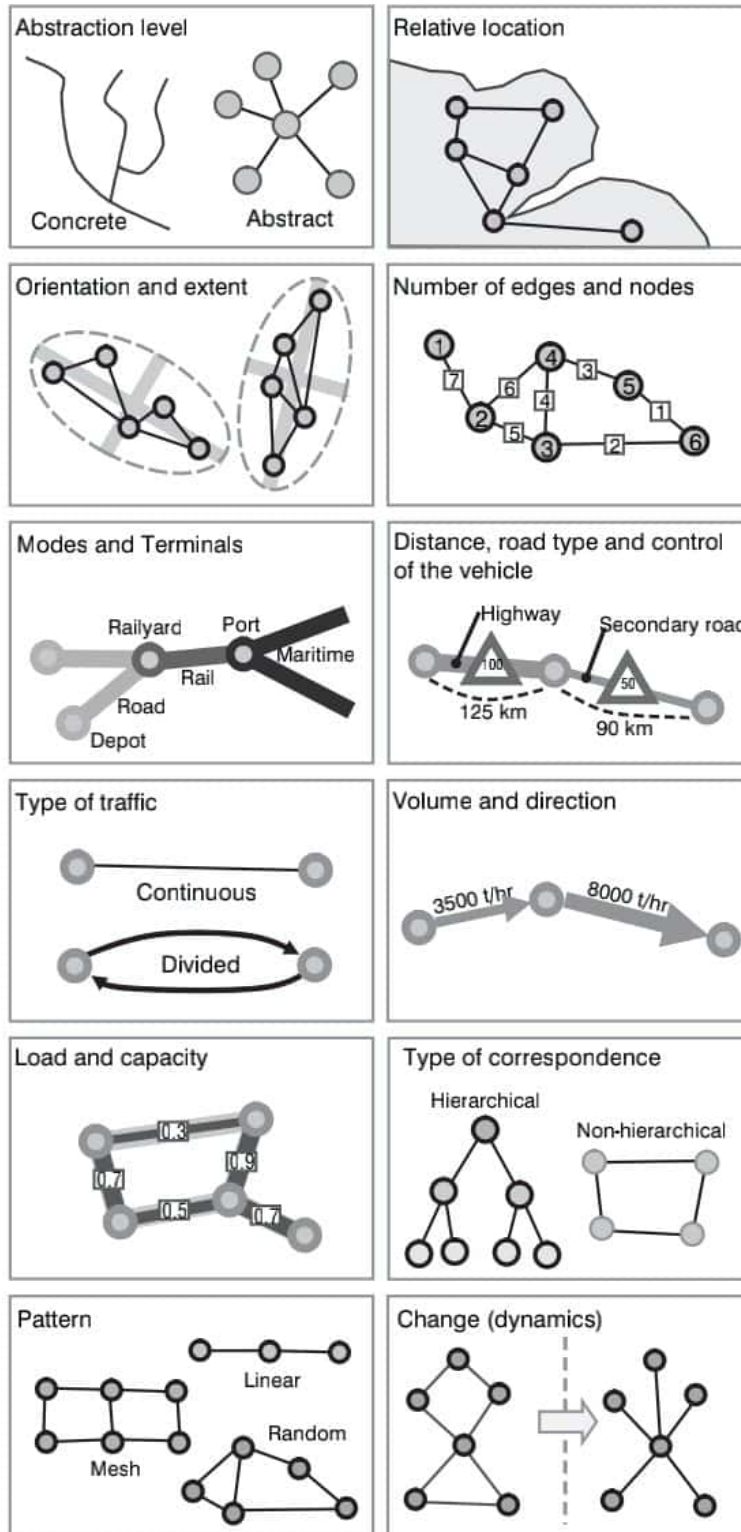 Abstraction level
Concrete
Abstract
Relative location
Orientation and extent
Number of edges and nodes
1
7
2
6
5
4
4
3
3
5
1
2
6
Modes and Terminals
Railyard
Port
Maritime
Rail
Road
Depot
Distance, road type and control
of the vehicle
Highway
Secondary road
100
50
125 km
90 km
Type of traffic
Continuous
Divided
Volume and direction
3500 t/hr
8000 t/hr
Load and capacity
0.3
0.7
0.9
0.5
0.7
Type of correspondence
Hierarchical
Non-hierarchical
Pattern
Linear
Mesh
Random
Change (dynamics)